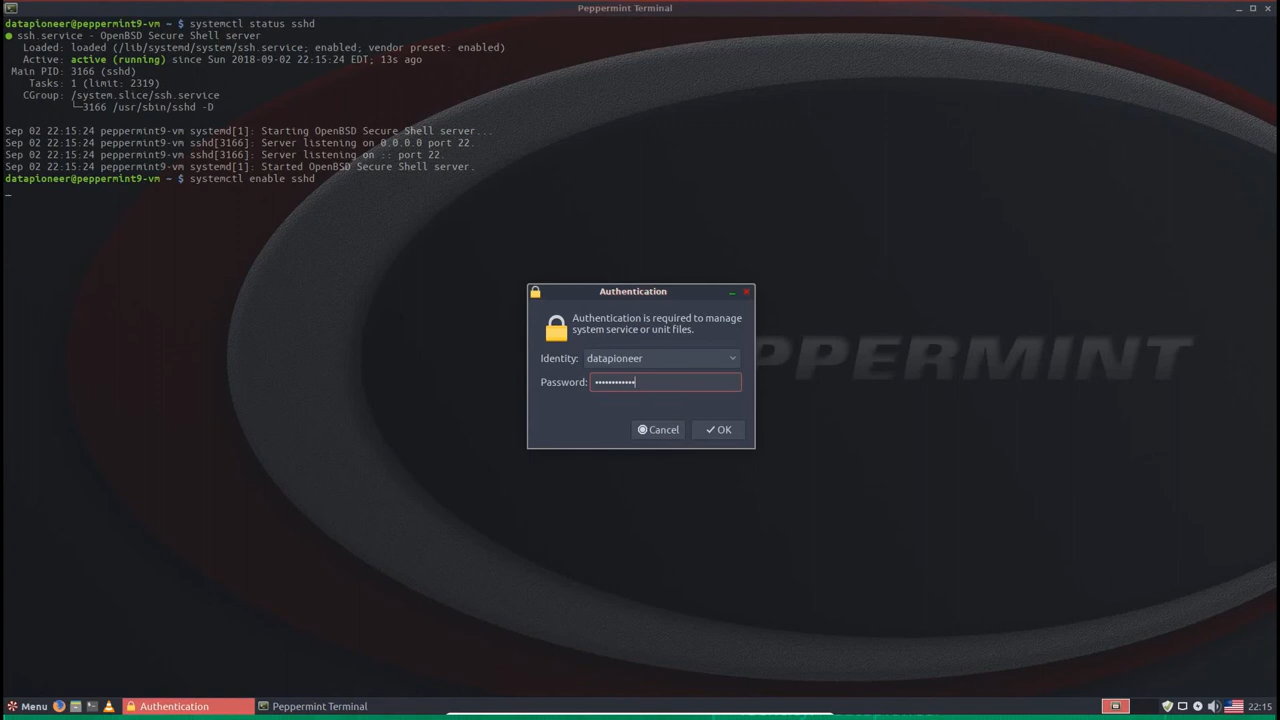 Peppermint Terminal
datapioneer@peppermint9-vm ~ $ systemctl status sshd
● ssh.service - OpenBSD Secure Shell server
Loaded: loaded (/lib/systemd/system/ssh.service; enabled; vendor preset: enabled)
Active: active (running) since Sun 2018-09-02 22:15:24 EDT; 13s ago
Main PID: 3166 (sshd)
Tasks: 1 (limit: 2319)
CGroup: /system.slice/ssh.service
└─3166 /usr/sbin/sshd -D
Sep 02 22:15:24 peppermint9-vm systemd[1]: Starting OpenBSD Secure Shell server...
Sep 02 22:15:24 peppermint9-vm sshd[3166]: Server listening on 0.0.0.0 port 22.
Sep 02 22:15:24 peppermint9-vm sshd[3166]: Server listening on :: port 22.
Sep 02 22:15:24 peppermint9-vm systemd[1]: Started OpenBSD Secure Shell server.
datapioneer@peppermint9-vm ~ $ systemctl enable sshd
Authentication
Authentication is required to manage
system service or unit files.
Identity: datapioneer
Password: ••••••••••••
Cancel OK
PPERMINT
Menu Authentication Peppermint Terminal 22:15